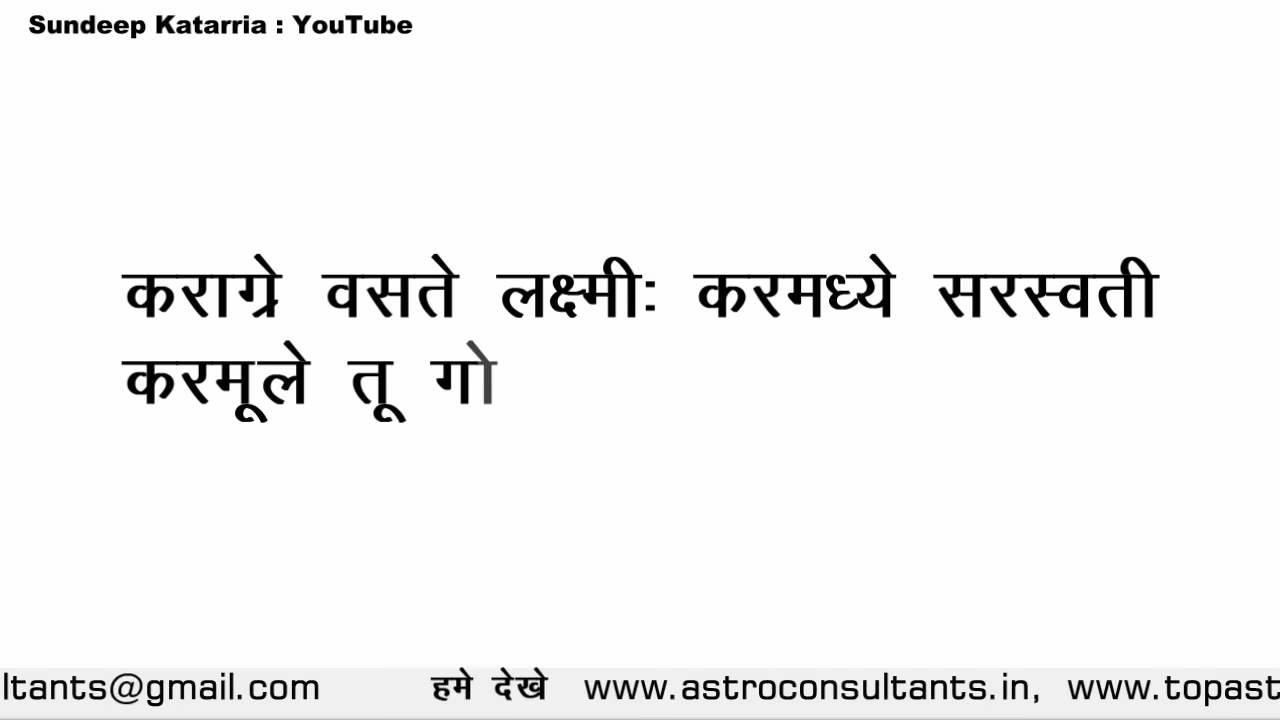 Sundeep Katarria : YouTube
कराग्रे वसते लक्ष्मीः करमध्ये सरस्वती
करमूले तू गो
ltants@gmail.com हमे देखे www.astroconsultants.in, www.topast